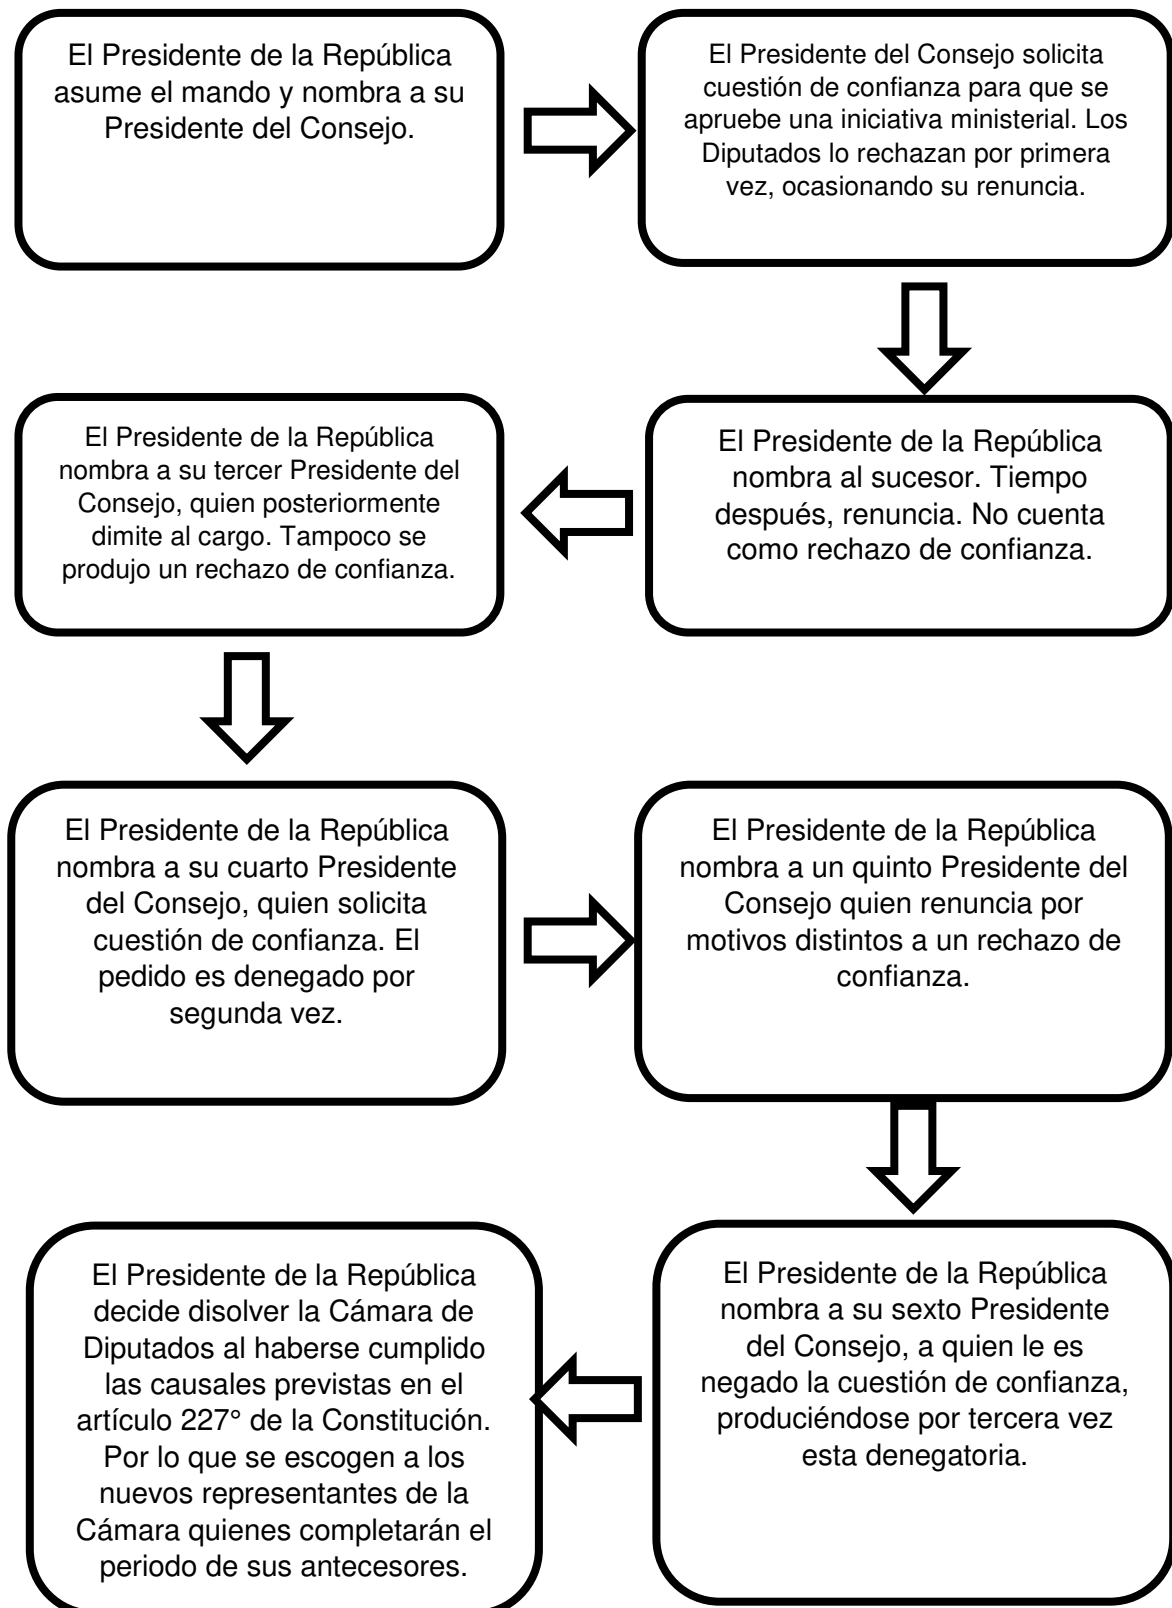 El Presidente de la República
asume el mando y nombra a su
Presidente del Consejo.
El Presidente del Consejo solicita
cuestión de confianza para que se
apruebe una iniciativa ministerial. Los
Diputados lo rechazan por primera
vez, ocasionando su renuncia.
El Presidente de la República
nombra al sucesor. Tiempo
después, renuncia. No cuenta
como rechazo de confianza.
El Presidente de la República
nombra a su tercer Presidente del
Consejo, quien posteriormente
dimite al cargo. Tampoco se
produjo un rechazo de confianza.
El Presidente de la República
nombra a su cuarto Presidente
del Consejo, quien solicita
cuestión de confianza. El
pedido es denegado por
segunda vez.
El Presidente de la República
nombra a un quinto Presidente del
Consejo quien renuncia por
motivos distintos a un rechazo de
confianza.
El Presidente de la República
nombra a su sexto Presidente
del Consejo, a quien le es
negado la cuestión de confianza,
produciéndose por tercera vez
esta denegatoria.
El Presidente de la República
decide disolver la Cámara de
Diputados al haberse cumplido
las causales previstas en el
artículo 227° de la Constitución.
Por lo que se escogen a los
nuevos representantes de la
Cámara quienes completarán el
periodo de sus antecesores.